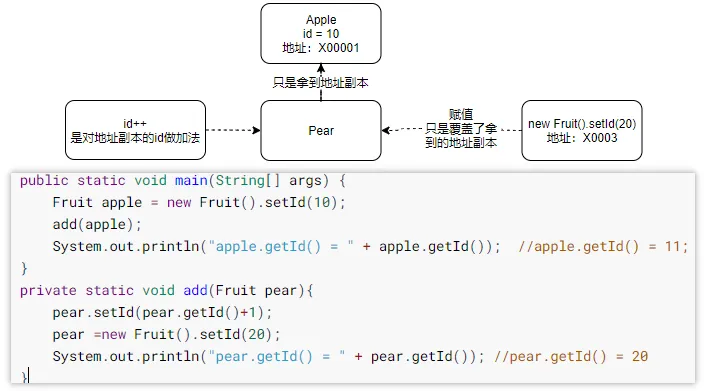 Apple
id = 10
地址：X00001
只是拿到地址副本
id++
是对地址副本的id做加法
Pear
赋值
只是覆盖了拿
到的地址副本
new Fruit().setId(20)
地址：X0003
public static void main(String[] args) {
    Fruit apple = new Fruit().setId(10);
    add(apple);
    System.out.println("apple.getId() = " + apple.getId());  //apple.getId() = 11;
}
private static void add(Fruit pear){
    pear.setId(pear.getId()+1);
    pear =new Fruit().setId(20);
    System.out.println("pear.getId() = " + pear.getId()); //pear.getId() = 20
}